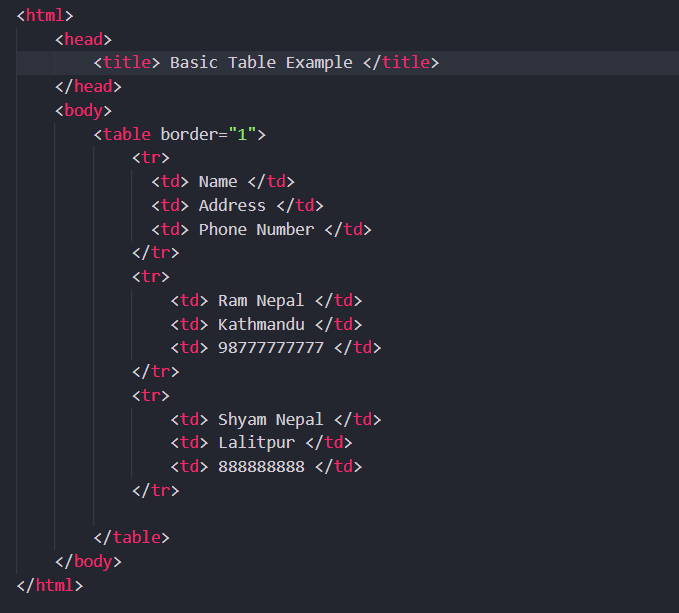 <html>
<head>
<title> Basic Table Example </title>
</head>
<body>
<table border="1">
<tr>
<td> Name </td>
<td> Address </td>
<td> Phone Number </td>
</tr>
<tr>
<td> Ram Nepal </td>
<td> Kathmandu </td>
<td> 98777777777 </td>
</tr>
<tr>
<td> Shyam Nepal </td>
<td> Lalitpur </td>
<td> 888888888 </td>
</tr>
</table>
</body>
</html>